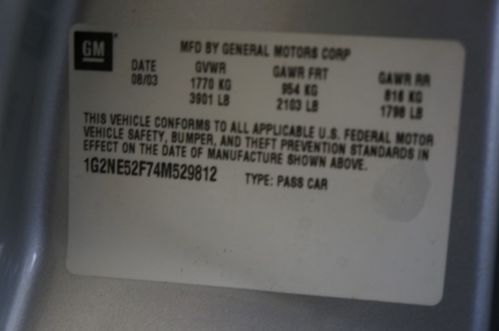 GM
MFD BY GENERAL MOTORS CORP
DATE GVWR GAWR FRT GAWR RR
08/03 1770 KG 954 KG 816 KG
3901 LB 2103 LB 1798 LB
THIS VEHICLE CONFORMS TO ALL APPLICABLE U.S. FEDERAL MOTOR
VEHICLE SAFETY, BUMPER, AND THEFT PREVENTION STANDARDS IN
EFFECT ON THE DATE OF MANUFACTURE SHOWN ABOVE.
1G2NE52F74M529812 TYPE: PASS CAR